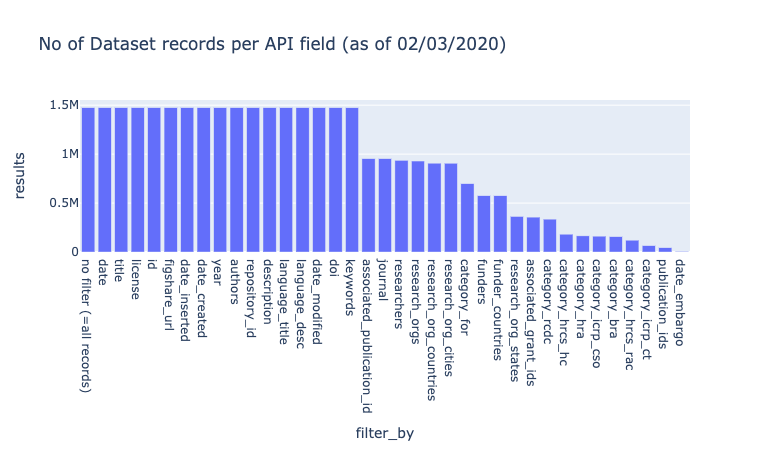 No of Dataset records per API field (as of 02/03/2020)
1.5M
1M
0.5M
0
results
no filter (=all records)
date
title
license
id
figshare_url
date_inserted
date_created
year
authors
repository_id
description
language_title
language_desc
date_modified
doi
keywords
associated_publication_id
journal
researchers
research_orgs
research_org_countries
research_org_cities
category_for
funders
funder_countries
research_org_states
associated_grant_ids
category_rcdc
category_hrcs_hc
category_hra
category_icrp_cso
category_bra
category_hrcs_rac
category_icrp_ct
publication_ids
date_embargo
filter_by